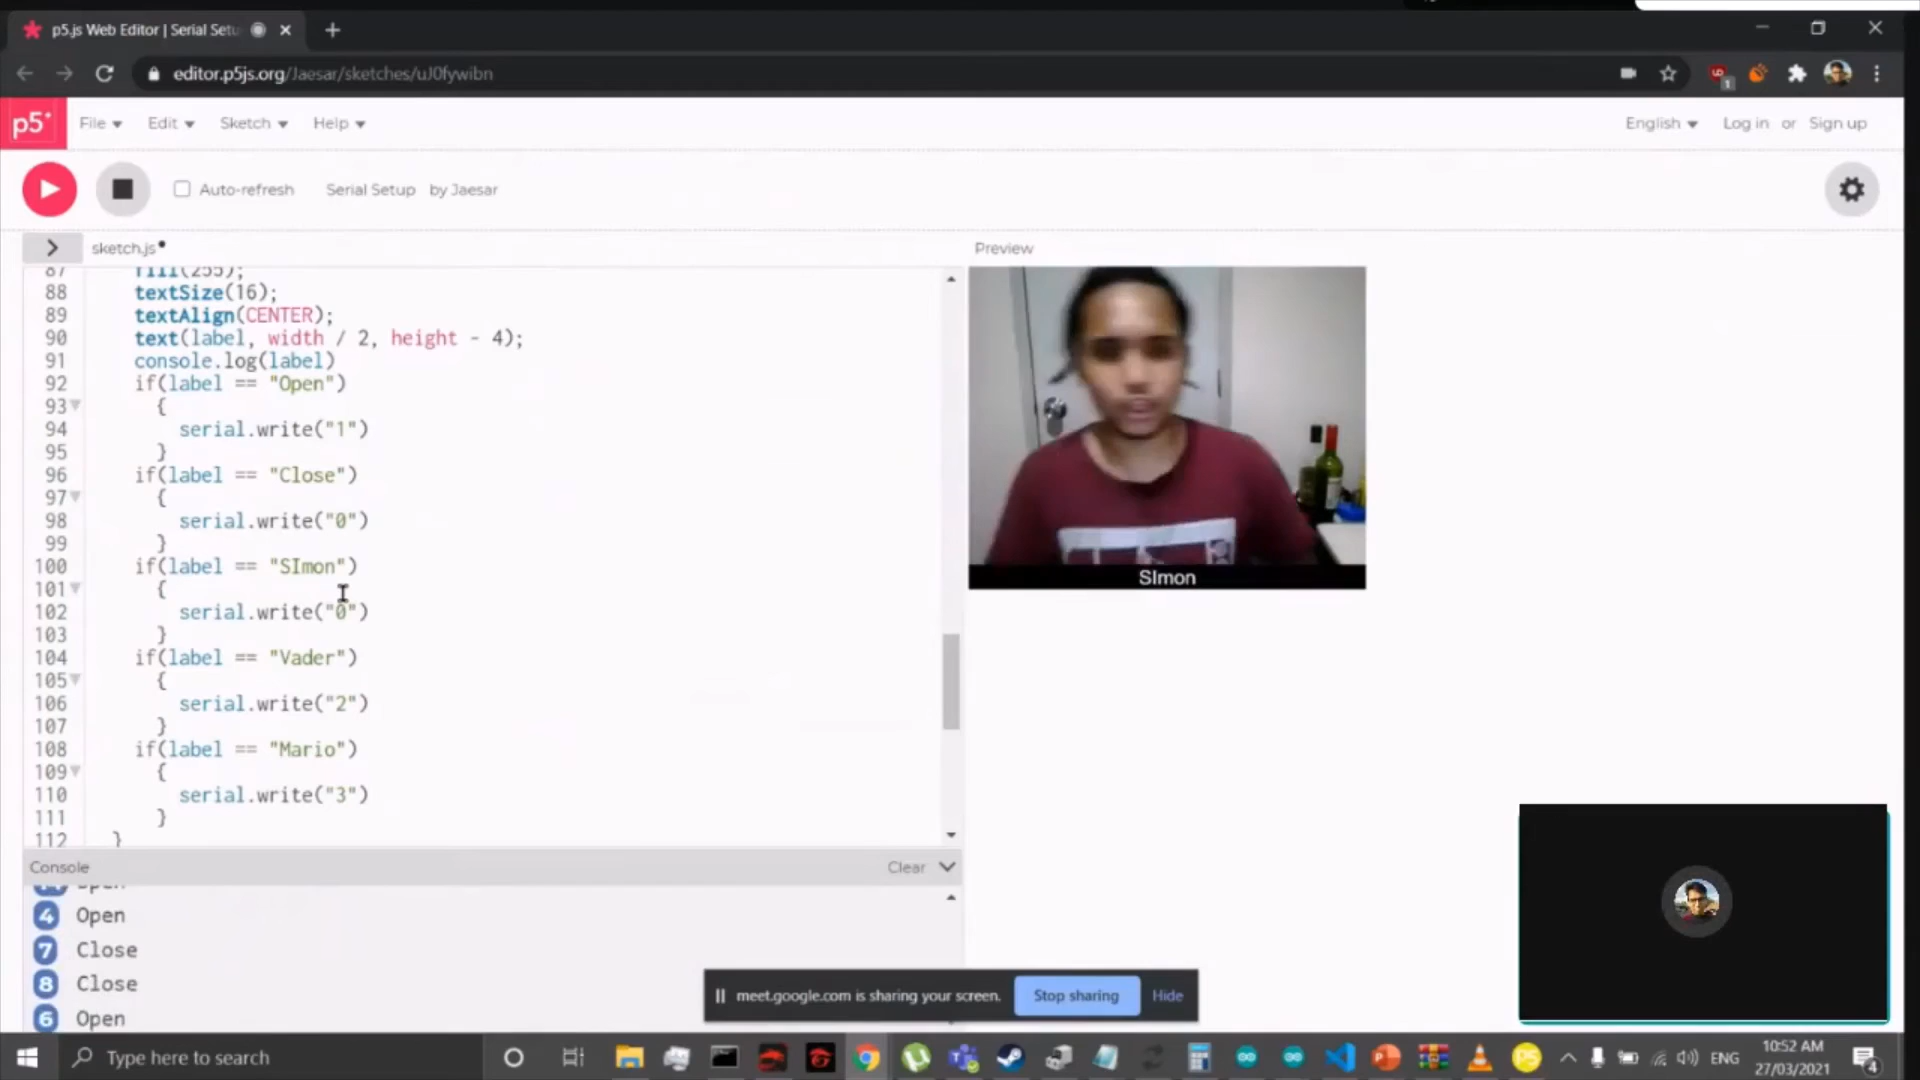 p5.js Web Editor | Serial Setu
editor.p5js.org/Jaesar/sketches/uJ0fywibn
p5*
File
Edit
Sketch
Help
English
Log in or Sign up
Auto-refresh
Serial Setup by Jaesar
sketch.js
Preview
87 fill(255);
88 textSize(16);
89 textAlign(CENTER);
90 text(label, width / 2, height - 4);
91 console.log(label)
92 if(label == "Open")
93 {
94 serial.write("1")
95 }
96 if(label == "Close")
97 {
98 serial.write("0")
99 }
100 if(label == "SImon")
101 {
102 serial.write("0")
103 }
104 if(label == "Vader")
105 {
106 serial.write("2")
107 }
108 if(label == "Mario")
109 {
110 serial.write("3")
111 }
112 }
SImon
Console
Clear
Open
4 Open
7 Close
8 Close
6 Open
meet.google.com is sharing your screen.
Stop sharing
Hide
Type here to search
ENG
10:52 AM
27/03/2021
4